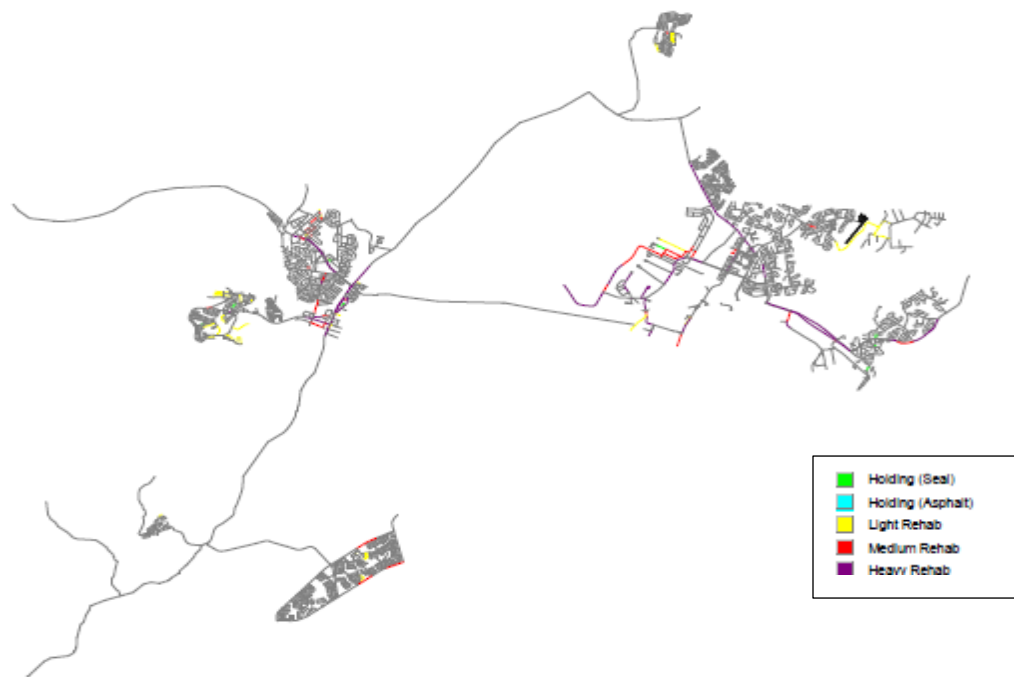 Holding (Seal)
Holding (Asphalt)
Light Rehab
Medium Rehab
Heavy Rehab